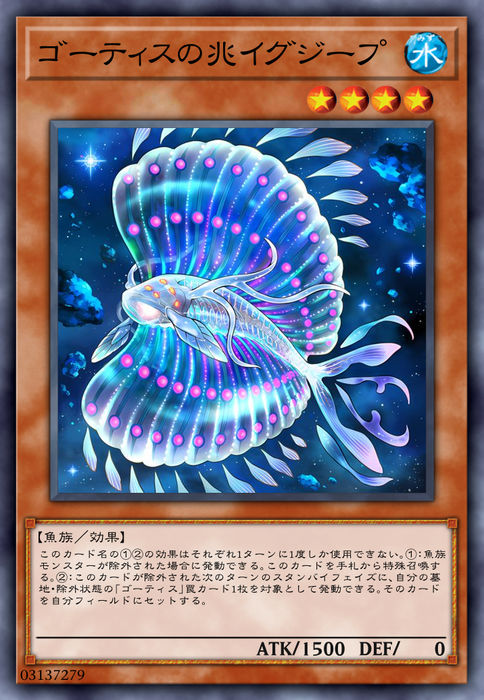 ゴーティスの兆イグジープ
みず
水
【魚族／効果】
このカード名の①②の効果はそれぞれ1ターンに1度しか使用できない。①：魚族
モンスターが除外された場合に発動できる。このカードを手札から特殊召喚す
る。②：このカードが除外された次のターンのスタンバイフェイズに、自分の墓
地・除外状態の「ゴーティス」罠カード1枚を対象として発動できる。そのカード
を自分フィールドにセットする。
ATK/1500 DEF/ 0
03137279